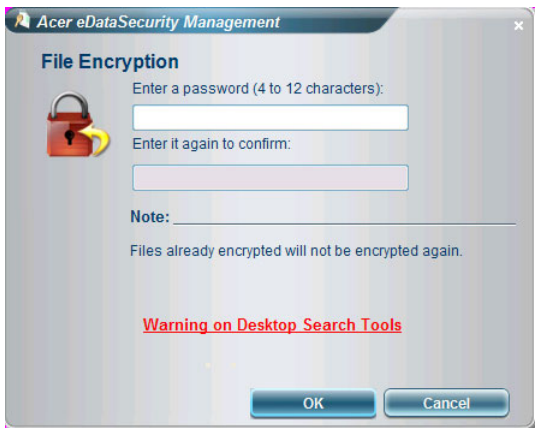 Acer eDataSecurity Management
File Encryption
Enter a password (4 to 12 characters):
Enter it again to confirm:
Note:
Files already encrypted will not be encrypted again.
Warning on Desktop Search Tools
OK Cancel